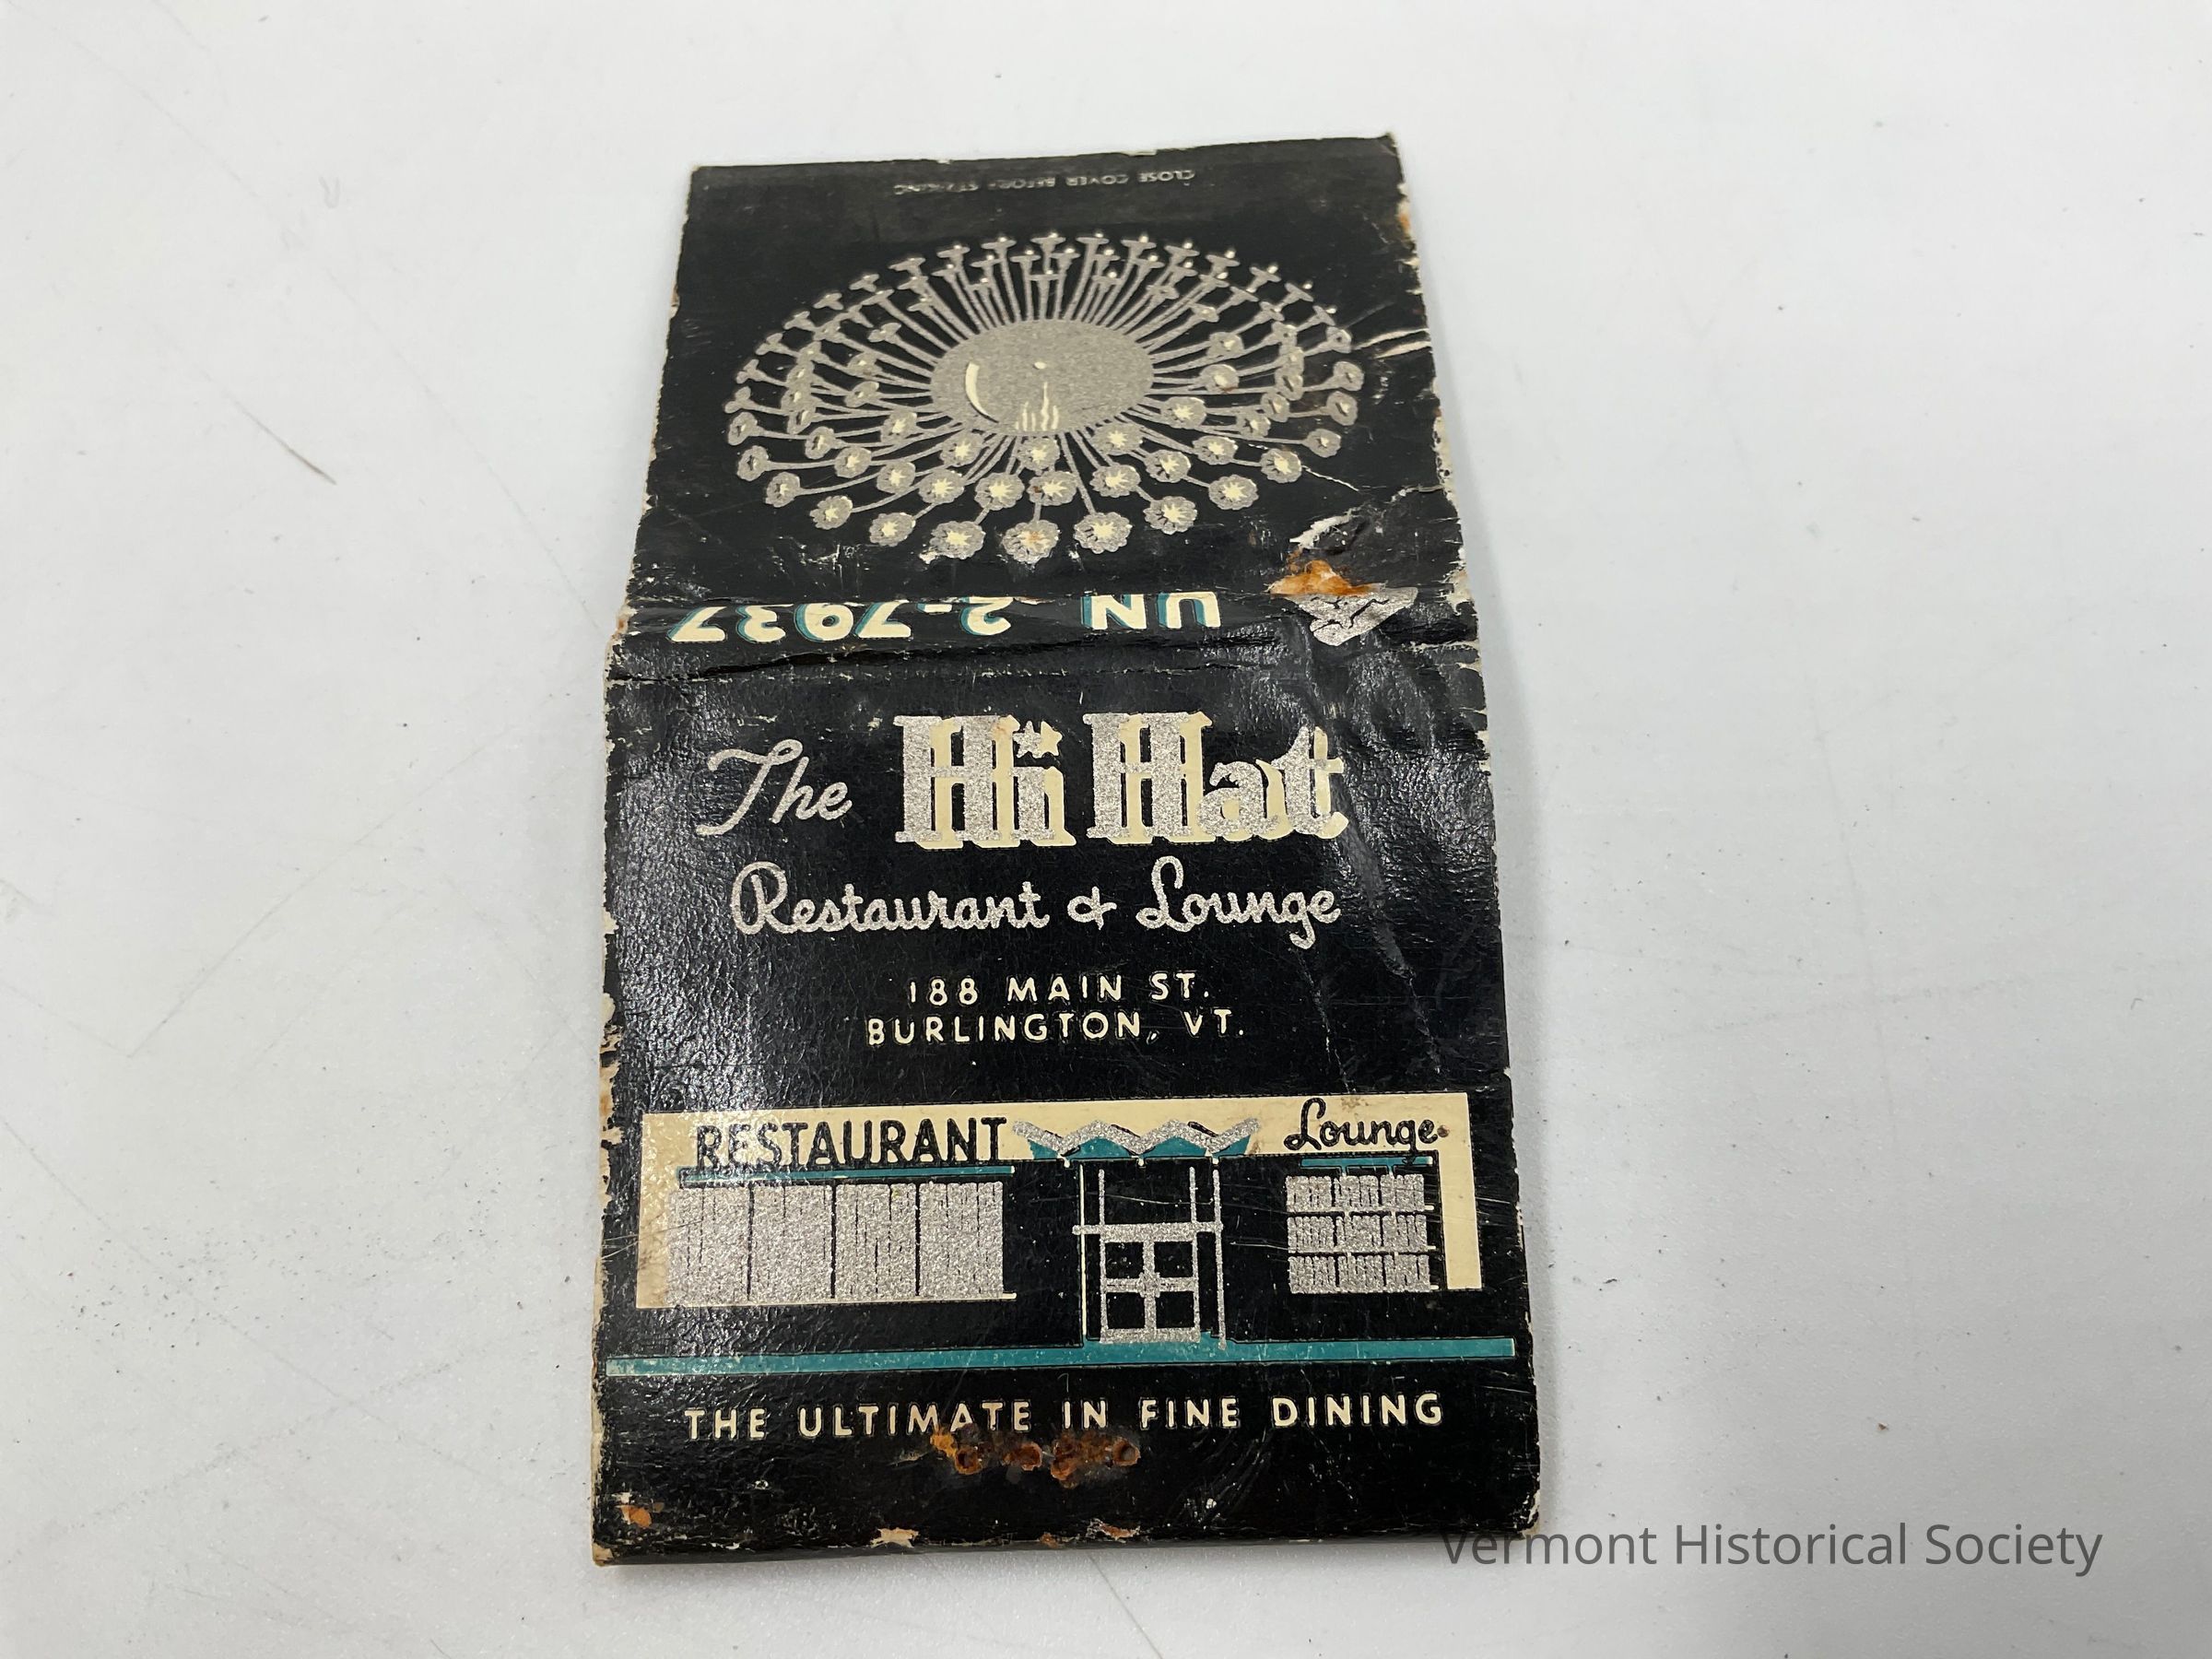 CLOSE COVER BEFORE STRIKING
UN 2-7937
The Hi Hat
Restaurant & Lounge
188 MAIN ST.
BURLINGTON, VT.
RESTAURANT
Lounge
THE ULTIMATE IN FINE DINING
Vermont Historical Society